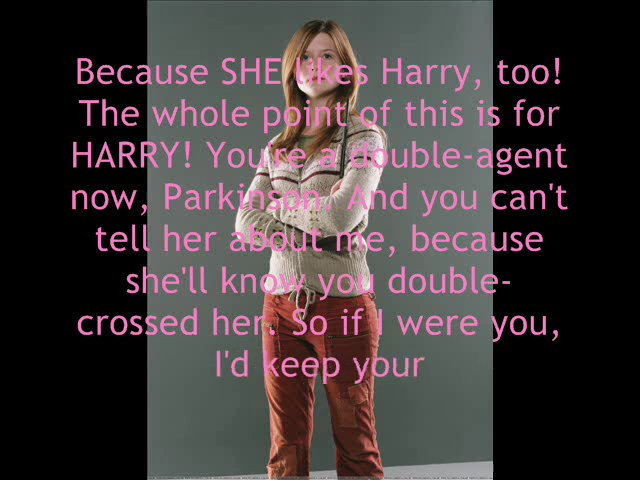 Because SHE likes Harry, too!
The whole point of this is for
HARRY! You're a double-agent
now, Parkinson. And you can't
tell her about me, because
she'll know you double-
crossed her. So if I were you,
I'd keep your